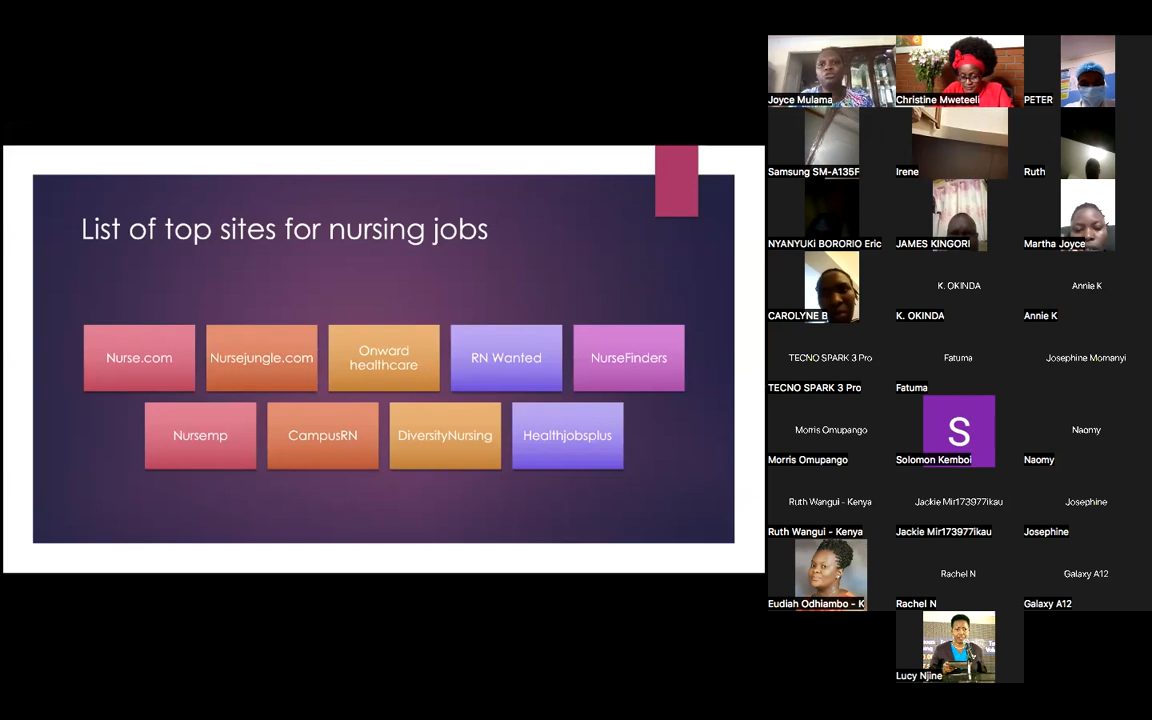 List of top sites for nursing jobs
Nurse.com
Nursejungle.com
Onward
healthcare
RN Wanted
NurseFinders
Nursemp
CampusRN
DiversityNursing
Healthjobsplus
Joyce Mulama
Christine Mweteeli
PETER
Samsung SM-A135F
Irene
Ruth
NYANYUKi BORORIO Eric
JAMES KINGORI
Martha Joyce
CAROLYNE B
K. OKINDA
K. OKINDA
Annie K
Annie K
TECNO SPARK 3 Pro
TECNO SPARK 3 Pro
Fatuma
Fatuma
Josephine Momanyi
Morris Omupango
Morris Omupango
S
Solomon Kemboi
Naomy
Naomy
Ruth Wangui - Kenya
Ruth Wangui - Kenya
Jackie Mir173977ikau
Jackie Mir173977ikau
Josephine
Josephine
Eudiah Odhiambo - K
Rachel N
Rachel N
Galaxy A12
Galaxy A12
Lucy Njine